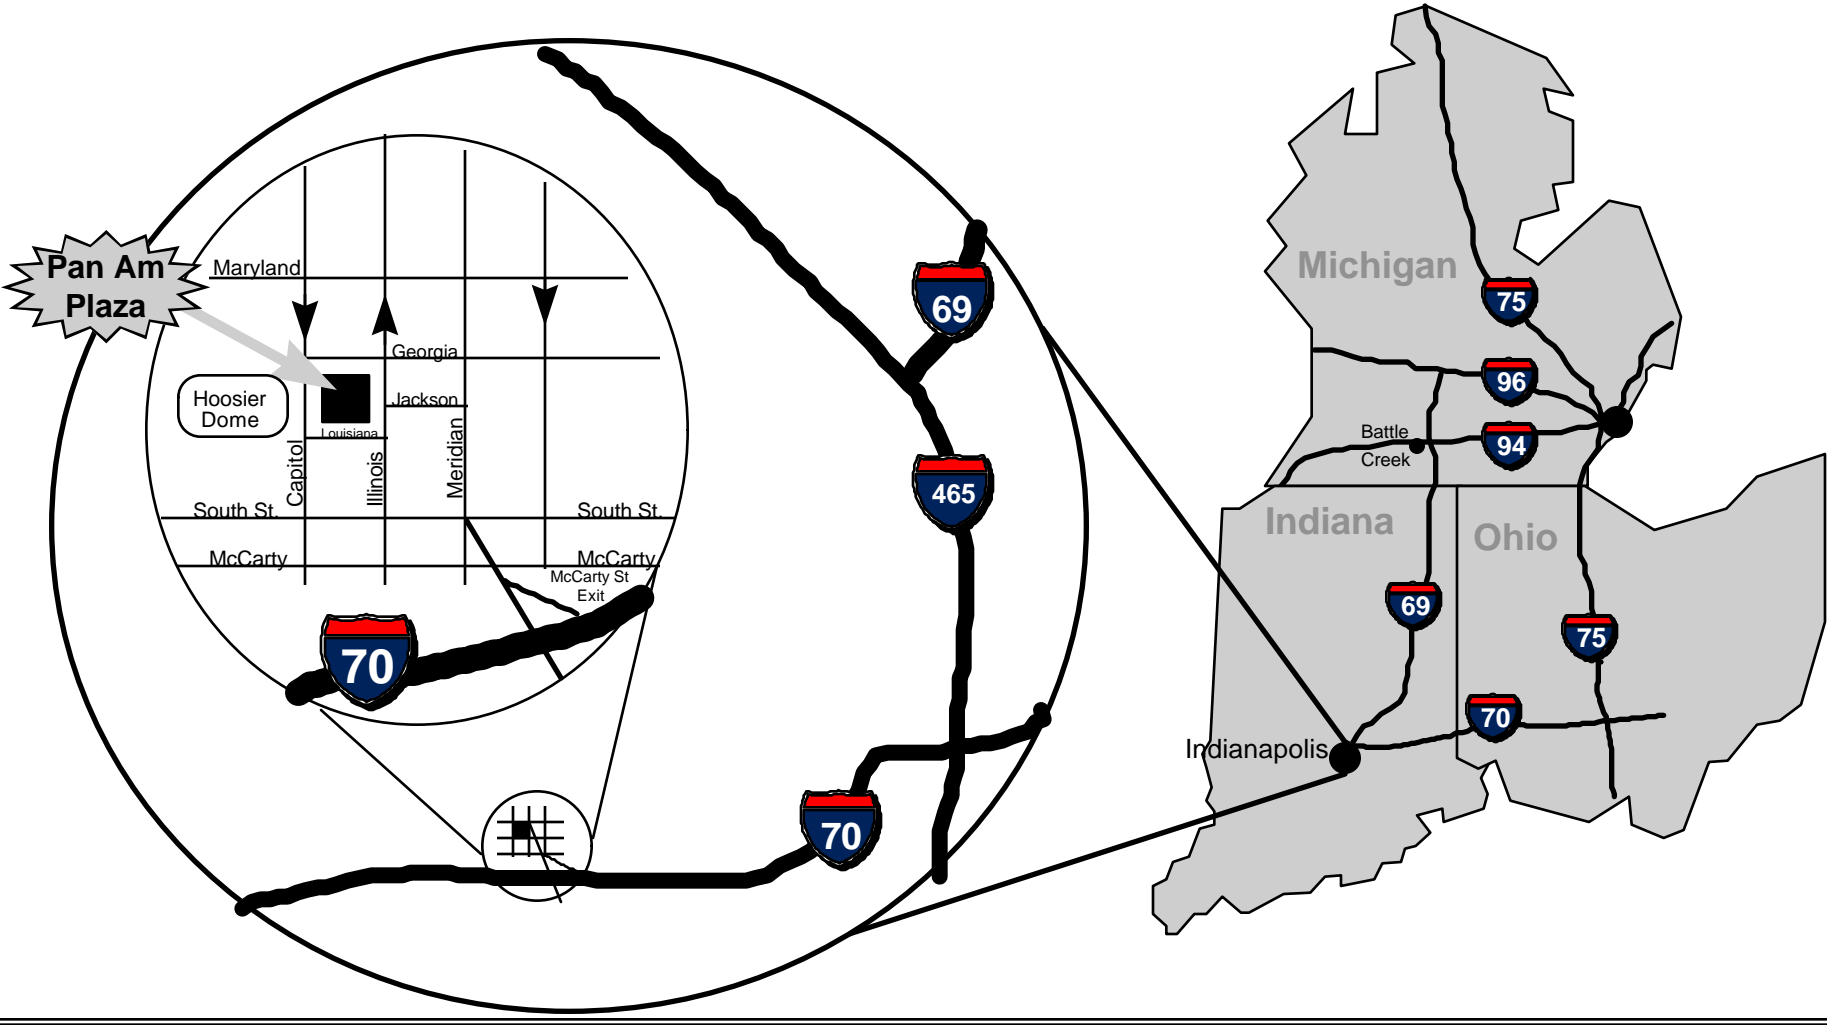 Pan Am
Plaza
Maryland
Georgia
Hoosier
Dome
Jackson
Louisiana
Capitol
Illinois
Meridian
South St.
South St.
McCarty
McCarty
McCarty St
Exit
70
69
465
70
Michigan
75
96
Battle
Creek
94
Indiana
Ohio
69
75
70
Indianapolis